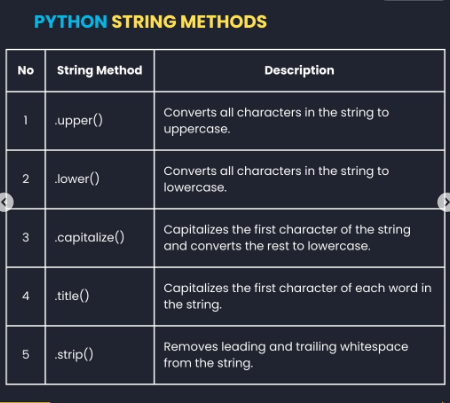 PYTHON STRING METHODS
No String Method Description
1 .upper() Converts all characters in the string to
uppercase.
2 .lower() Converts all characters in the string to
lowercase.
3 .capitalize() Capitalizes the first character of the string
and converts the rest to lowercase.
4 .title() Capitalizes the first character of each word in
the string.
5 .strip() Removes leading and trailing whitespace
from the string.